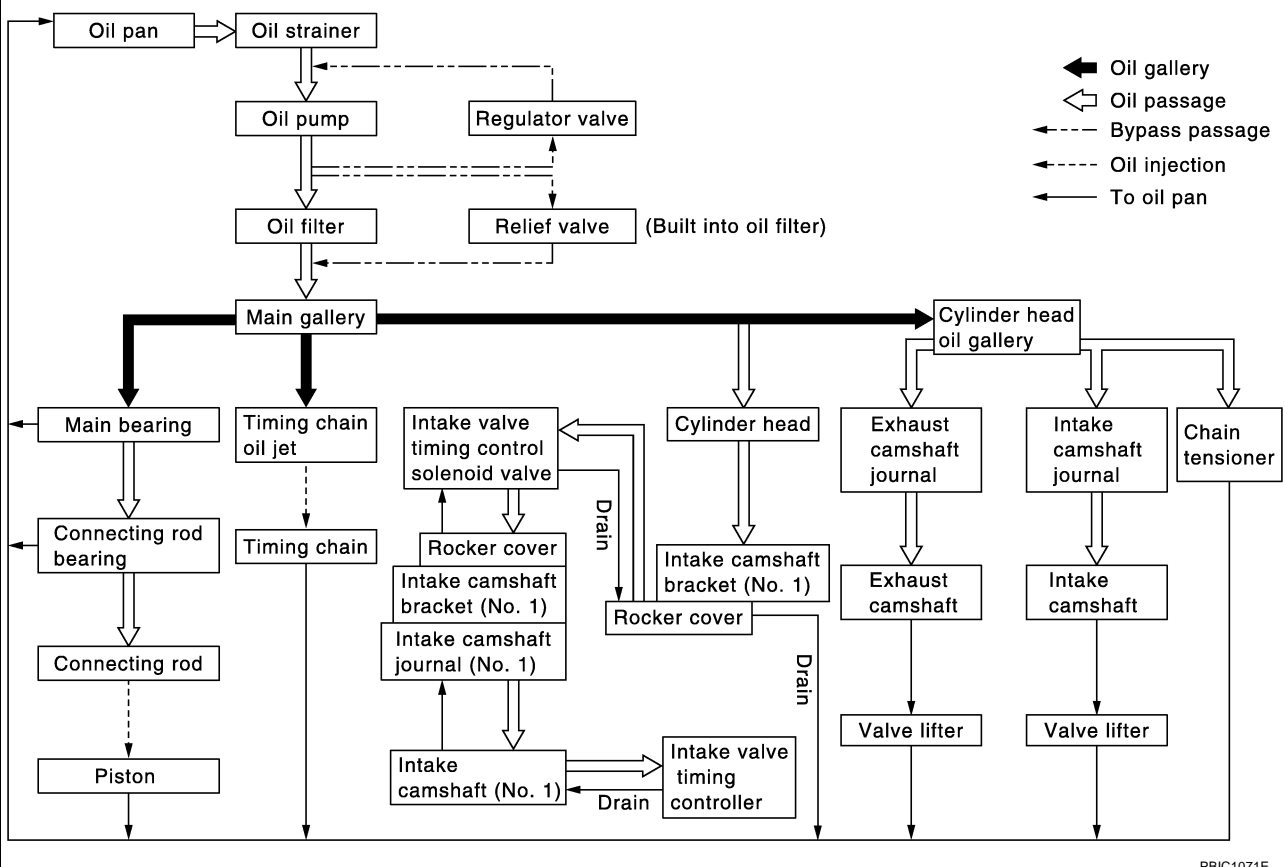 Oil pan
Oil strainer
Oil gallery
Oil passage
Bypass passage
Oil injection
To oil pan
Oil pump
Regulator valve
Oil filter
Relief valve
(Built into oil filter)
Main gallery
Cylinder head
oil gallery
Main bearing
Timing chain
oil jet
Intake valve
timing control
solenoid valve
Cylinder head
Exhaust
camshaft
journal
Intake
camshaft
journal
Chain
tensioner
Drain
Connecting rod
bearing
Timing chain
Rocker cover
Intake camshaft
bracket (No. 1)
Intake camshaft
journal (No. 1)
Intake camshaft
bracket (No. 1)
Rocker cover
Exhaust
camshaft
Intake
camshaft
Connecting rod
Drain
Valve lifter
Valve lifter
Piston
Intake
camshaft (No. 1)
Drain
Intake valve
timing
controller
PBIC1071E